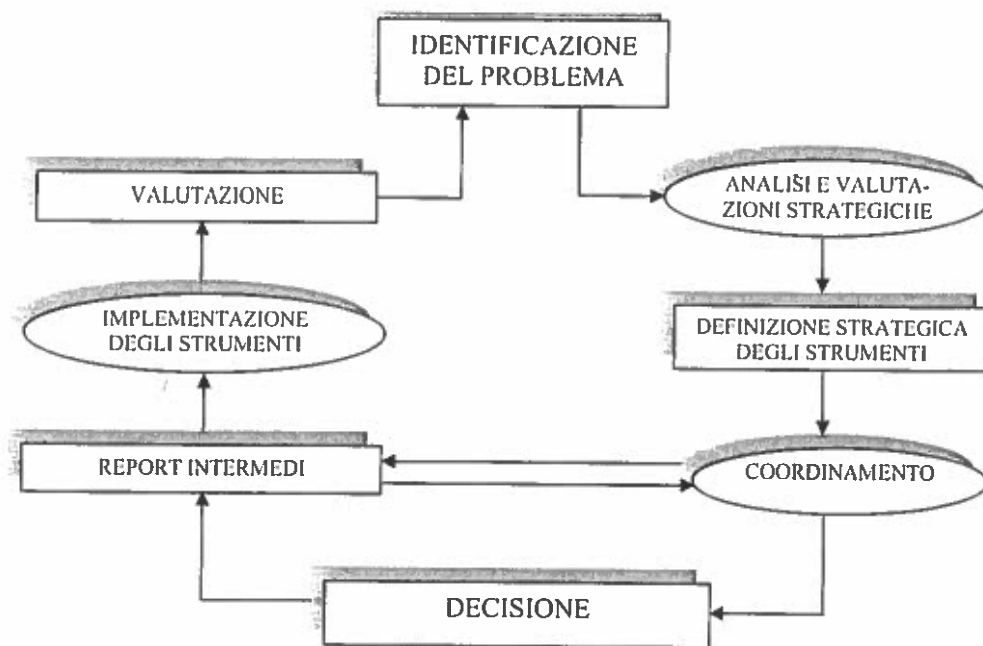 IDENTIFICAZIONE
DEL PROBLEMA
VALUTAZIONE
ANALISI E VALUTA-
ZIONI STRATEGICHE
IMPLEMENTAZIONE
DEGLI STRUMENTI
DEFINIZIONE STRATEGICA
DEGLI STRUMENTI
REPORT INTERMEDI
COORDINAMENTO
DECISIONE